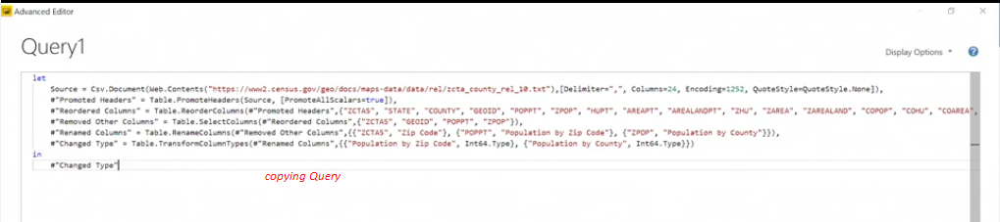 Advanced Editor
Query1
Display Options
?
let
Source = Csv.Document(Web.Contents("https://www2.census.gov/geo/docs/maps-data/data/rel/zcta_county_rel_10.txt"),[Delimiter=",", Columns=24, Encoding=1252, QuoteStyle=QuoteStyle.None]),
#"Promoted Headers" = Table.PromoteHeaders(Source, [PromoteAllScalars=true]),
#"Reordered Columns" = Table.ReorderColumns(#"Promoted Headers",{"ZCTA5", "STATE", "COUNTY", "GEOID", "POPPT", "ZPOP", "HUPT", "AREAPT", "AREALANDPT", "ZHU", "ZAREA", "ZAREALAND", "COPOP", "COHU", "COAREA",
#"Removed Other Columns" = Table.SelectColumns(#"Reordered Columns",{"ZCTA5", "GEOID", "POPPT", "ZPOP"}),
#"Renamed Columns" = Table.RenameColumns(#"Removed Other Columns",{{"ZCTA5", "Zip Code"}, {"POPPT", "Population by Zip Code"}, {"ZPOP", "Population by County"}}),
#"Changed Type" = Table.TransformColumnTypes(#"Renamed Columns",{{"Population by Zip Code", Int64.Type}, {"Population by County", Int64.Type}})
in
#"Changed Type"
copying Query